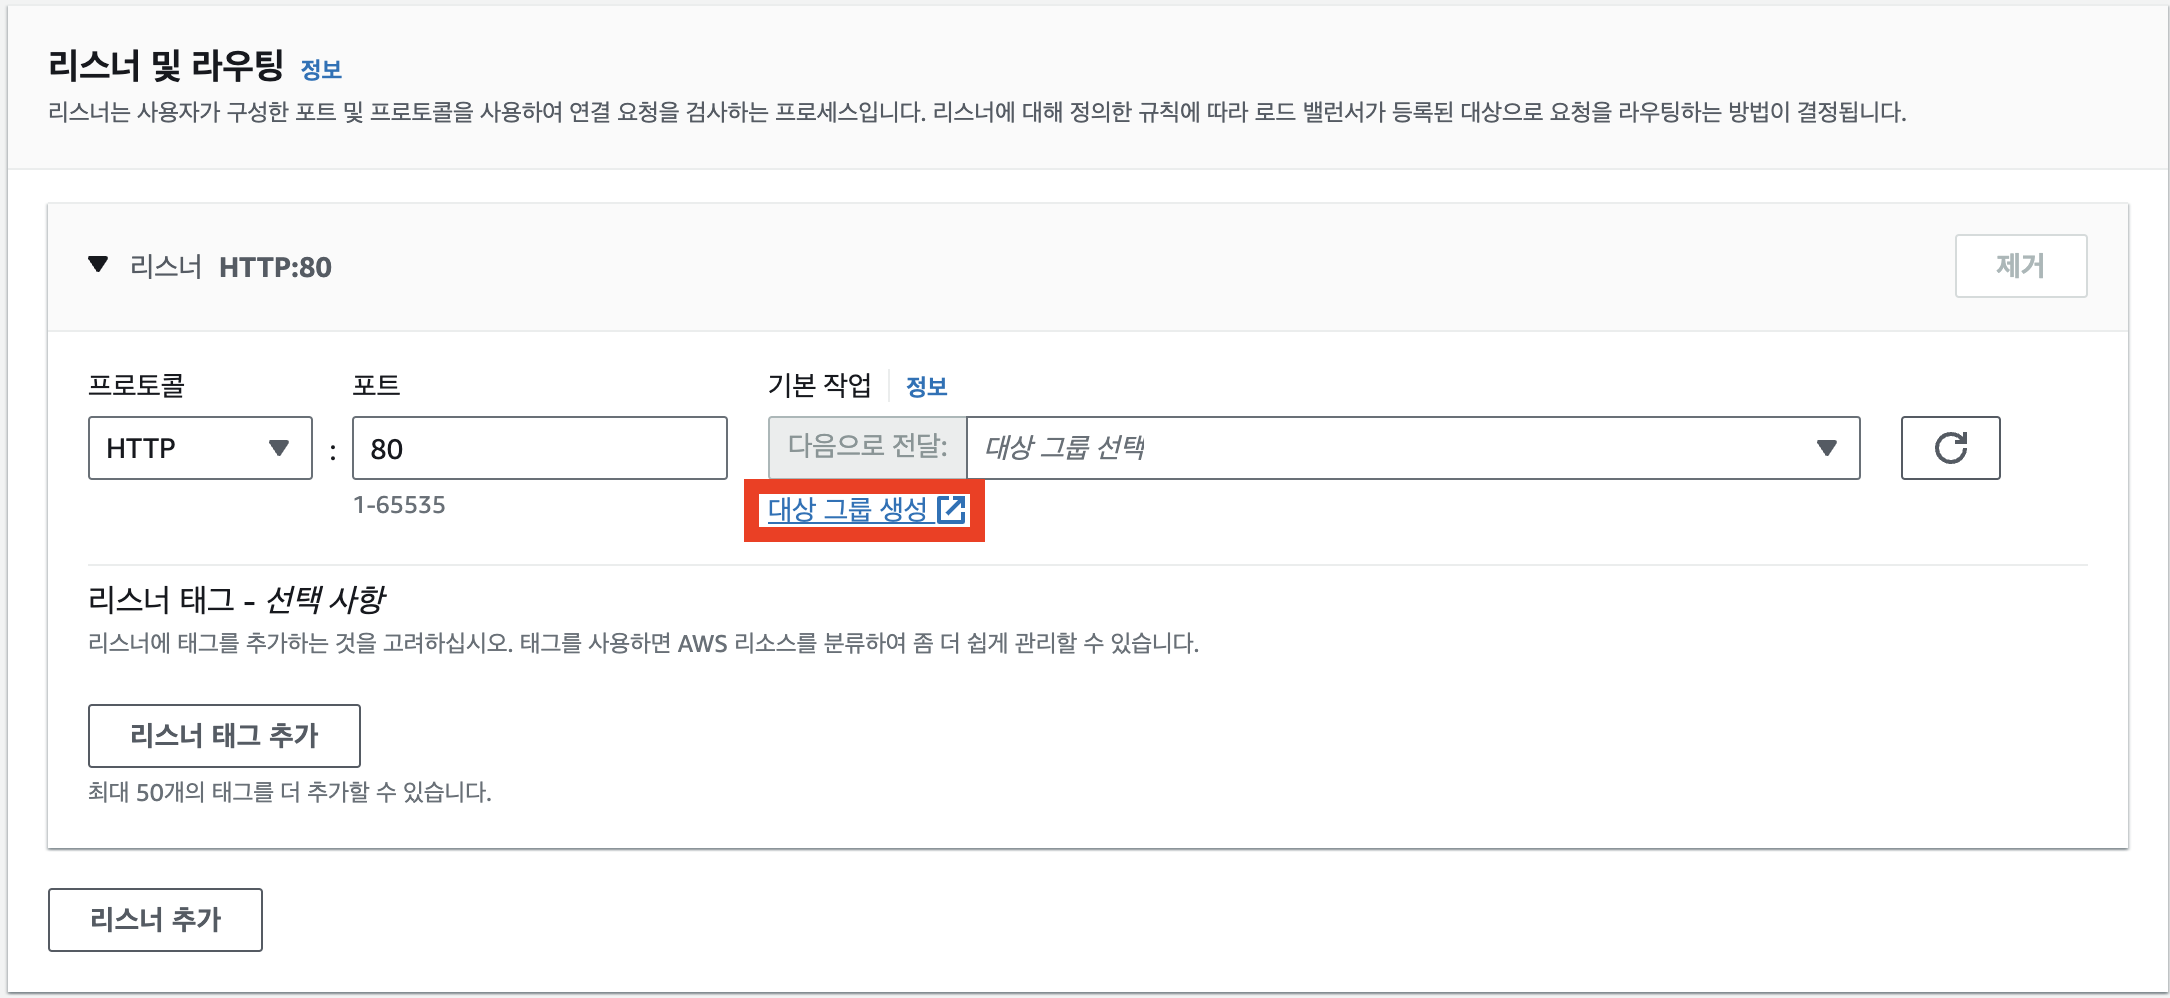 리스너 및 라우팅 정보
리스너는 사용자가 구성한 포트 및 프로토콜을 사용하여 연결 요청을 검사하는 프로세스입니다. 리스너에 대해 정의한 규칙에 따라 로드 밸런서가 등록된 대상으로 요청을 라우팅하는 방법이 결정됩니다.
리스너 HTTP:80
제거
프로토콜
포트
기본 작업
정보
HTTP
:
80
다음으로 전달:
대상 그룹 선택
1-65535
대상 그룹 생성
리스너 태그 - 선택 사항
리스너에 태그를 추가하는 것을 고려하십시오. 태그를 사용하면 AWS 리소스를 분류하여 좀 더 쉽게 관리할 수 있습니다.
리스너 태그 추가
최대 50개의 태그를 더 추가할 수 있습니다.
리스너 추가